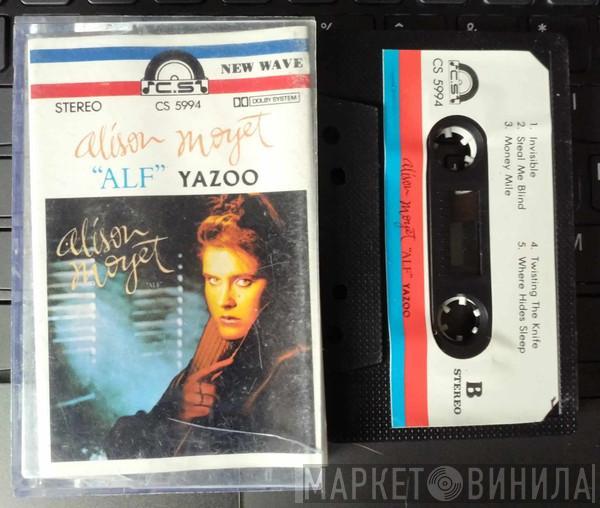 C.S
NEW WAVE
STEREO
CS 5994
DOLBY SYSTEM
alison moyet
"ALF" YAZOO
alison
moyet
"ALF"
C.S
CS 5994
1. Invisible
2. Steal Me Blind
3. Money Mile
4. Twisting The Knife
5. Where Hides Sleep
alison moyet "ALF" YAZOO
B
STEREO
МАРКЕТ ВИНИЛА